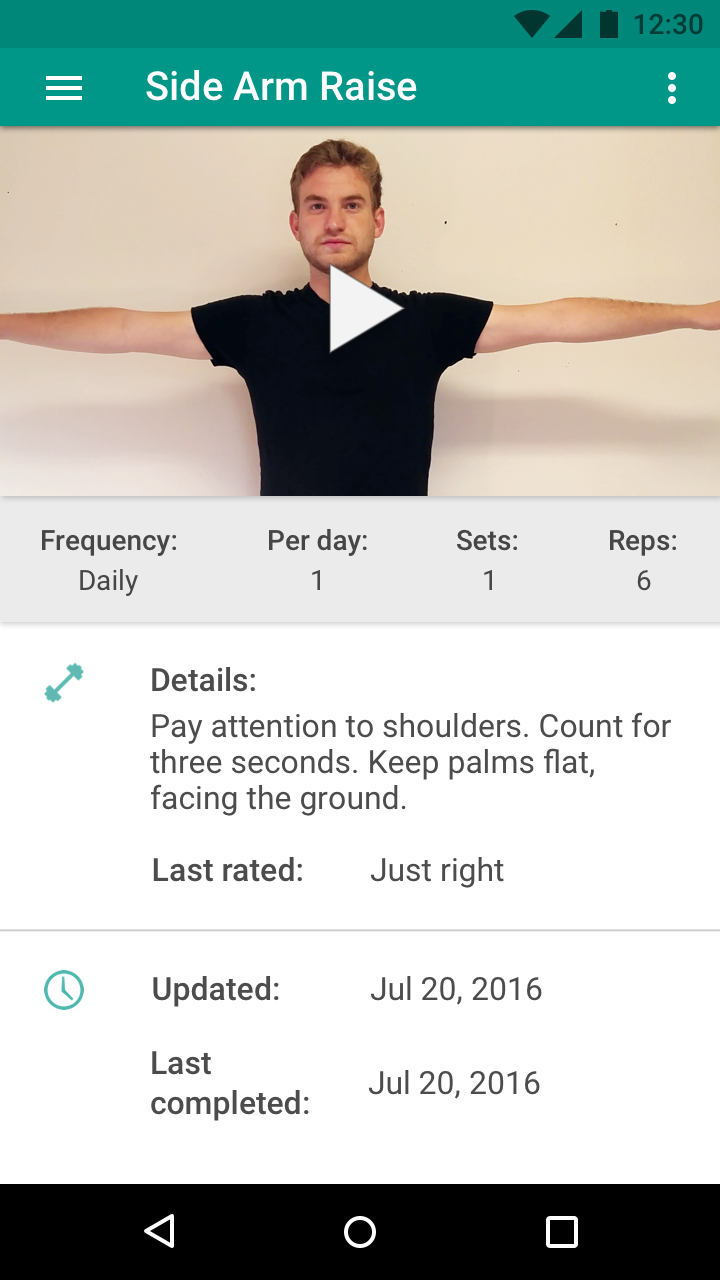 12:30
Side Arm Raise
Frequency: Per day: Sets: Reps:
Daily 1 1 6
Details:
Pay attention to shoulders. Count for
three seconds. Keep palms flat,
facing the ground.
Last rated: Just right
Updated: Jul 20, 2016
Last
completed: Jul 20, 2016